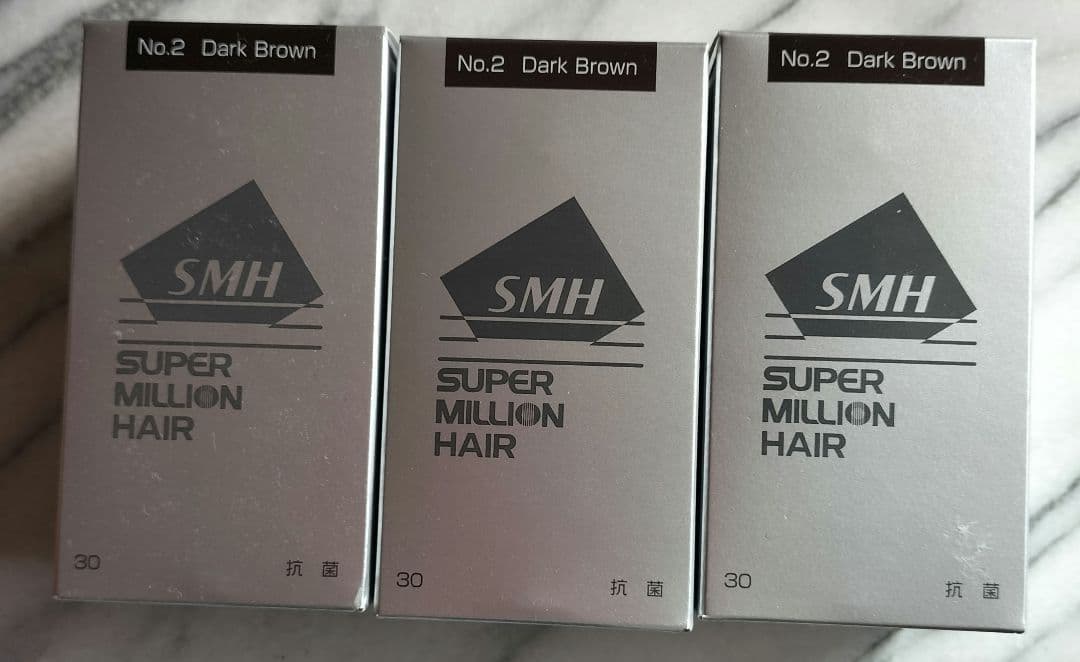 No.2 Dark Brown
SMH
SUPER
MILLION
HAIR
30
抗菌
No.2 Dark Brown
SMH
SUPER
MILLION
HAIR
30
抗菌
No.2 Dark Brown
SMH
SUPER
MILLION
HAIR
30
抗菌